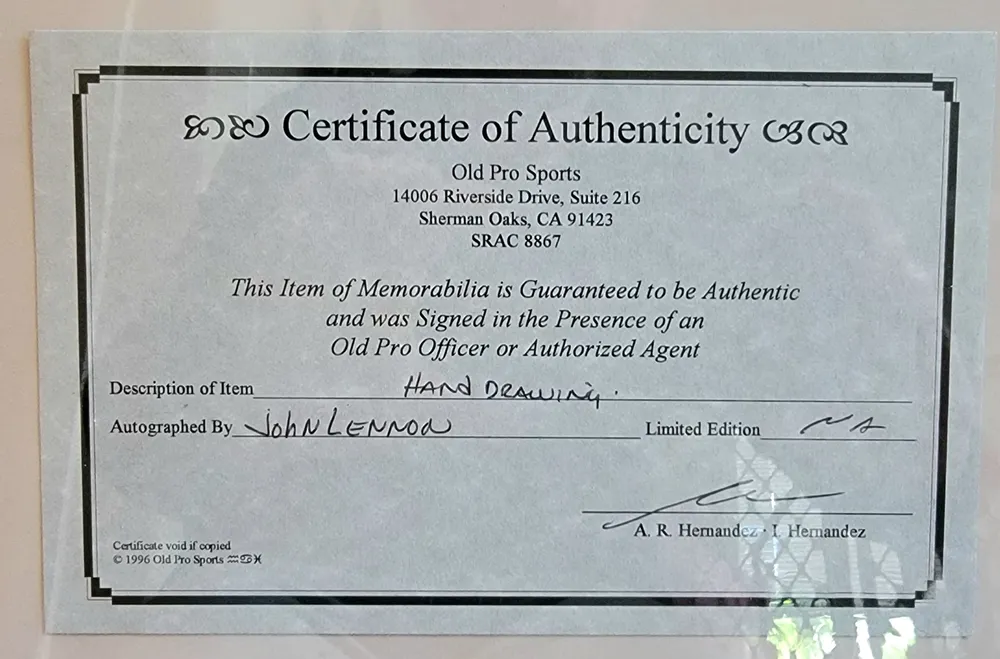 Certificate of Authenticity
Old Pro Sports
14006 Riverside Drive, Suite 216
Sherman Oaks, CA 91423
SRAC 8867
This Item of Memorabilia is Guaranteed to be Authentic
and was Signed in the Presence of an
Old Pro Officer or Authorized Agent
Description of Item HAND DRAWING.
Autographed By John LENNON Limited Edition NA
A. R. Hernandez · I. Hernandez
Certificate void if copied
© 1996 Old Pro Sports ♒♋♓